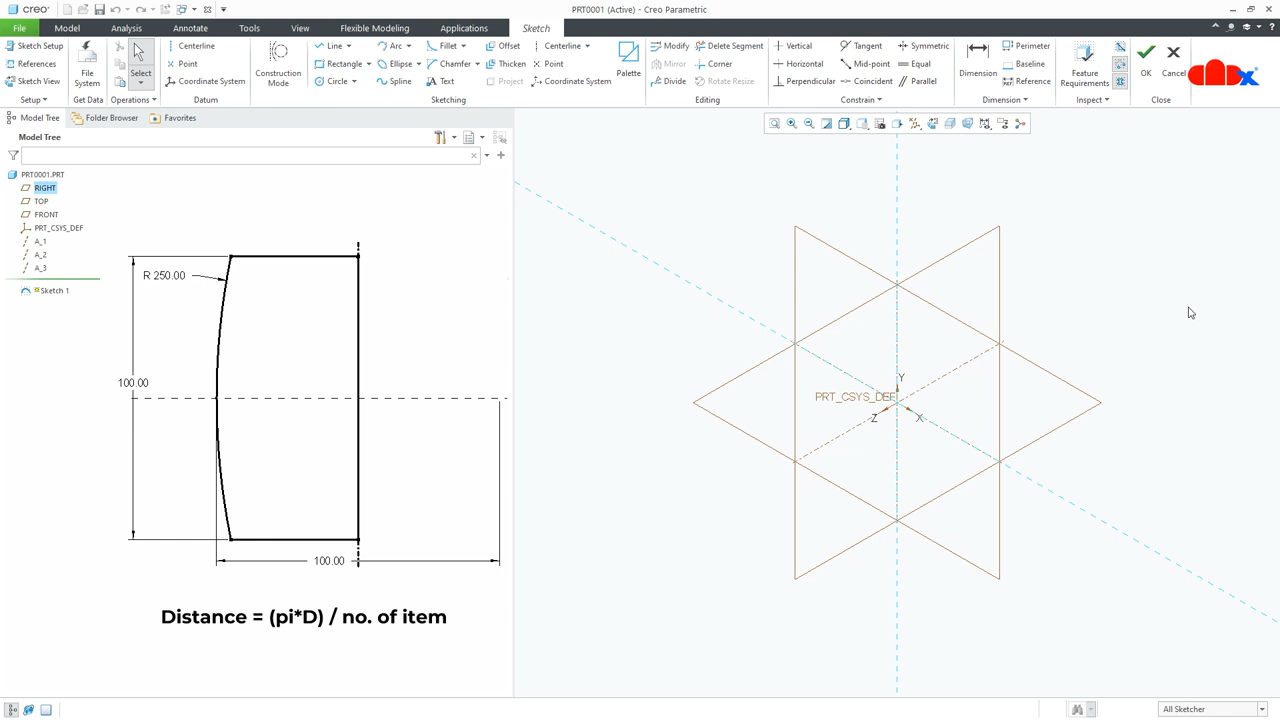 creo
PRT0001 (Active) - Creo Parametric
File Model Analysis Annotate Tools View Flexible Modeling Applications Sketch
Sketch Setup
References
Sketch View
Setup
File System
Get Data
Select
Operations
Centerline
Point
Coordinate System
Datum
Construction Mode
Line Arc Fillet Offset Centerline
Rectangle Ellipse Chamfer Thicken Point
Circle Spline Text Project Coordinate System
Palette
Sketching
Modify Delete Segment
Mirror Corner
Divide Rotate Resize
Editing
Vertical Tangent Symmetric
Horizontal Mid-point Equal
Perpendicular Coincident Parallel
Constrain
Dimension
Perimeter
Baseline
Reference
Dimension
Feature Requirements
Inspect
OK
Cancel
Close
CADX
Model Tree Folder Browser Favorites
Model Tree
PRT0001.PRT
RIGHT
TOP
FRONT
PRT_CSYS_DEF
A_1
A_2
A_3
Sketch 1
R 250.00
100.00
100.00
Distance = (pi*D) / no. of item
Y
PRT_CSYS_DEF
Z
X
All Sketcher